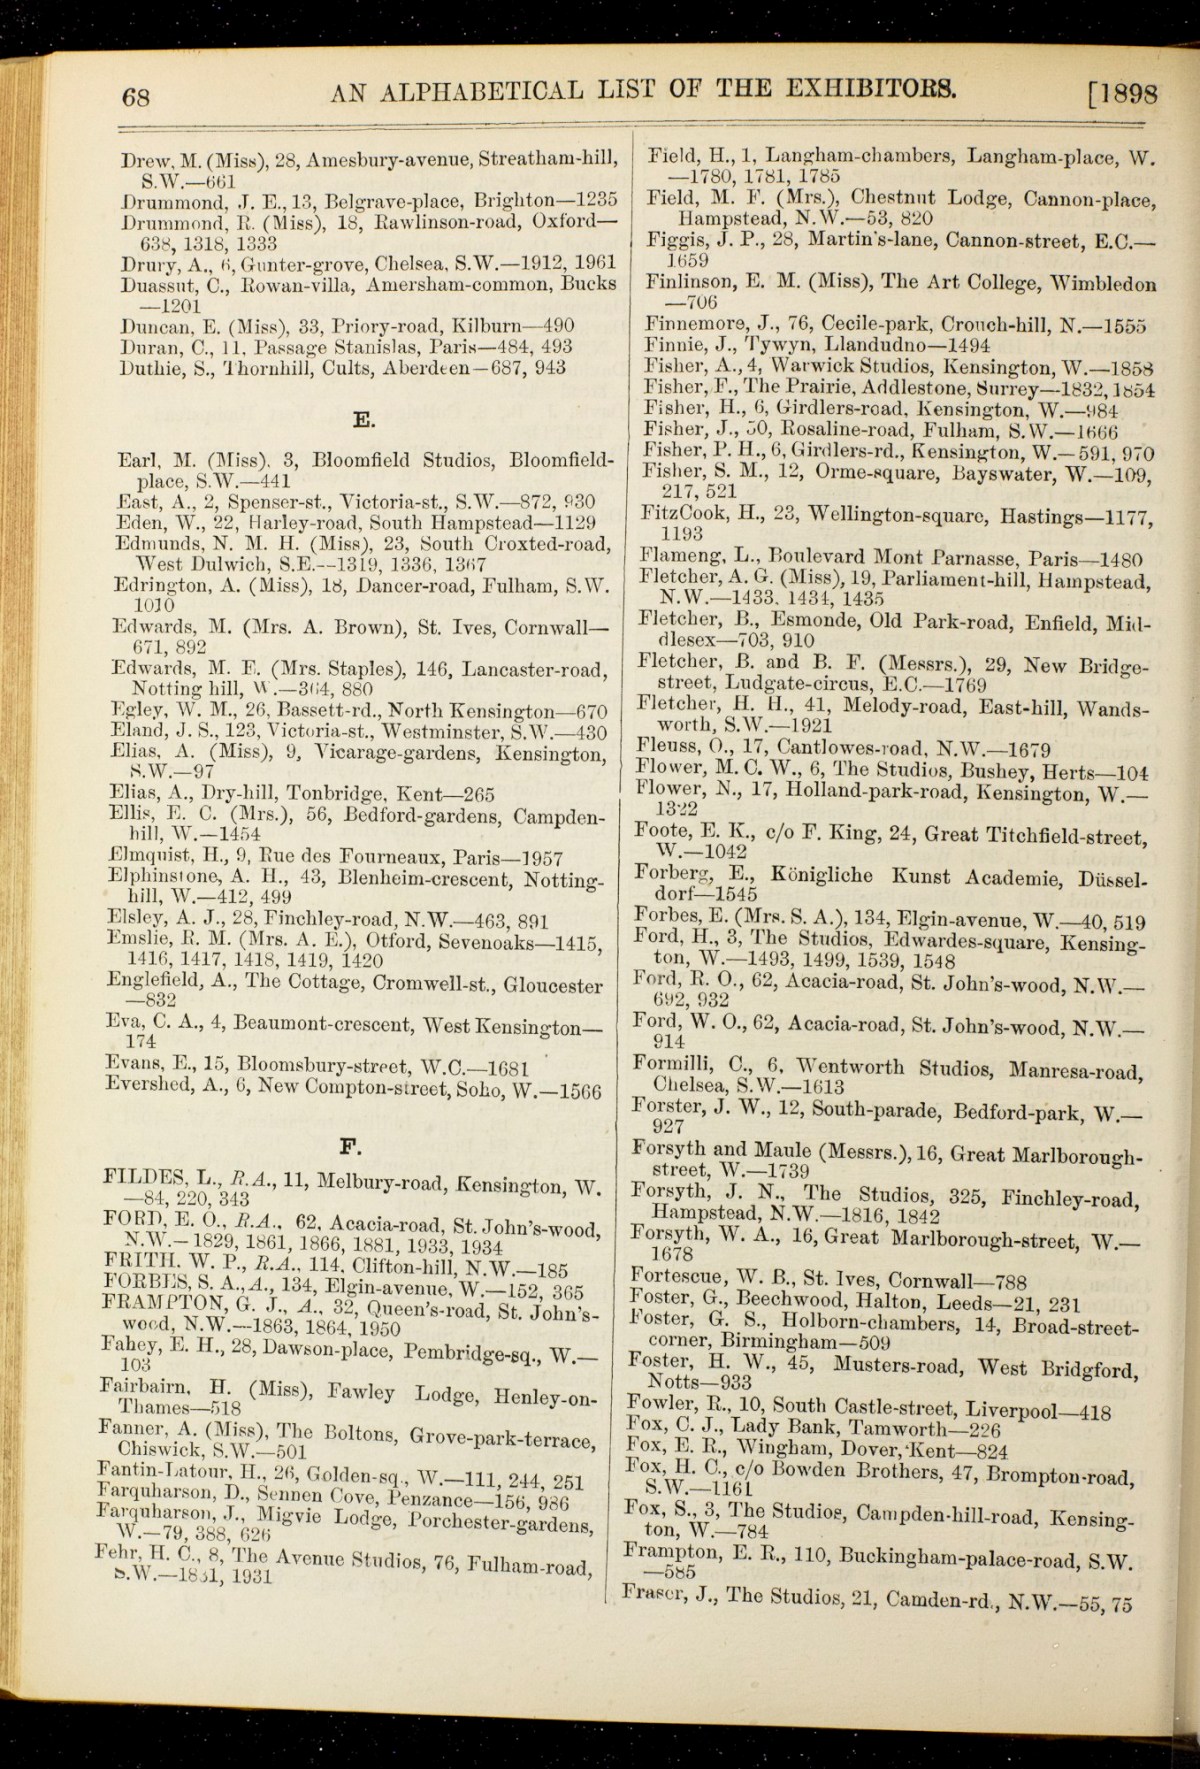 68
AN ALPHABETICAL LIST OF THE EXHIBITORS.
[1898
Drew, M. (Miss), 28, Amesbury-avenue, Streatham-hill,
S.W.—661
Drummond, J. E., 13, Belgrave-place, Brighton—1235
Drummond, R. (Miss), 18, Rawlinson-road, Oxford—
638, 1318, 1333
Drury, A., 6, Gunter-grove, Chelsea, S.W.—1912, 1961
Duassut, C., Rowan-villa, Amersham-common, Bucks
—1201
Duncan, E. (Miss), 33, Priory-road, Kilburn—490
Duran, C., 11, Passage Stanislas, Paris—484, 493
Duthie, S., Thornhill, Cults, Aberdeen—687, 943
E.
Earl, M. (Miss), 3, Bloomfield Studios, Bloomfield-
place, S.W.—441
East, A., 2, Spenser-st., Victoria-st., S.W.—872, 930
Eden, W., 22, Harley-road, South Hampstead—1129
Edmunds, N. M. H. (Miss), 23, South Croxted-road,
West Dulwich, S.E.—1319, 1336, 1367
Edrington, A. (Miss), 18, Dancer-road, Fulham, S.W.
1010
Edwards, M. (Mrs. A. Brown), St. Ives, Cornwall—
671, 892
Edwards, M. E. (Mrs. Staples), 146, Lancaster-road,
Notting hill, W.—364, 880
Egley, W. M., 26, Bassett-rd., North Kensington—670
Eland, J. S., 123, Victoria-st., Westminster, S.W.—430
Elias, A. (Miss), 9, Vicarage-gardens, Kensington,
S.W.—97
Elias, A., Dry-hill, Tonbridge, Kent—265
Ellis, E. C. (Mrs.), 56, Bedford-gardens, Campden-
hill, W.—1454
Elmquist, H., 9, Rue des Fourneaux, Paris—1957
Elphinstone, A. H., 43, Blenheim-crescent, Notting-
hill, W.—412, 499
Elsley, A. J., 28, Finchley-road, N.W.—463, 891
Emslie, R. M. (Mrs. A. E.), Otford, Sevenoaks—1415,
1416, 1417, 1418, 1419, 1420
Englefield, A., The Cottage, Cromwell-st., Gloucester
—832
Eva, C. A., 4, Beaumont-crescent, West Kensington—
174
Evans, E., 15, Bloomsbury-street, W.C.—1681
Evershed, A., 6, New Compton-street, Soho, W.—1566
F.
FILDES, L., R.A., 11, Melbury-road, Kensington, W.
—84, 220, 343
FORD, E. O., R.A., 62, Acacia-road, St. John's-wood,
N.W.—1829, 1861, 1866, 1881, 1933, 1934
FRITH, W. P., R.A., 114, Clifton-hill, N.W.—185
FORBES, S. A., A., 134, Elgin-avenue, W.—152, 365
FRAMPTON, G. J., A., 32, Queen's-road, St. John's-
wood, N.W.—1863, 1864, 1950
Fahey, E. H., 28, Dawson-place, Pembridge-sq., W.—
103
Fairbairn, H. (Miss), Fawley Lodge, Henley-on-
Thames—518
Fanner, A. (Miss), The Boltons, Grove-park-terrace,
Chiswick, S.W.—501
Fantin-Latour, H., 26, Golden-sq., W.—111, 244, 251
Farquharson, D., Sennen Cove, Penzance—156, 986
Farquharson, J., Migvie Lodge, Porchester-gardens,
W.—79, 388, 626
Fehr, H. C., 8, The Avenue Studios, 76, Fulham-road,
S.W.—1831, 1931
Field, H., 1, Langham-chambers, Langham-place, W.
—1780, 1781, 1785
Field, M. F. (Mrs.), Chestnut Lodge, Cannon-place,
Hampstead, N.W.—53, 820
Figgis, J. P., 28, Martin's-lane, Cannon-street, E.C.—
1659
Finlinson, E. M. (Miss), The Art College, Wimbledon
—706
Finnemore, J., 76, Cecile-park, Crouch-hill, N.—1555
Finnie, J., Tywyn, Llandudno—1494
Fisher, A., 4, Warwick Studios, Kensington, W.—1858
Fisher, F., The Prairie, Addlestone, Surrey—1832, 1854
Fisher, H., 6, Girdlers-road, Kensington, W.—984
Fisher, J., 50, Rosaline-road, Fulham, S.W.—1666
Fisher, P. H., 6, Girdlers-rd., Kensington, W.—591, 970
Fisher, S. M., 12, Orme-square, Bayswater, W.—109,
217, 521
FitzCook, H., 23, Wellington-square, Hastings—1177,
1193
Flameng, L., Boulevard Mont Parnasse, Paris—1480
Fletcher, A. G. (Miss), 19, Parliament-hill, Hampstead,
N.W.—1433, 1434, 1435
Fletcher, B., Esmonde, Old Park-road, Enfield, Mid-
dlesex—703, 910
Fletcher, B. and B. F. (Messrs.), 29, New Bridge-
street, Ludgate-circus, E.C.—1769
Fletcher, H. H., 41, Melody-road, East-hill, Wands-
worth, S.W.—1921
Fleuss, O., 17, Cantlowes-road, N.W.—1679
Flower, M. C. W., 6, The Studios, Bushey, Herts—104
Flower, N., 17, Holland-park-road, Kensington, W.—
1322
Foote, E. K., c/o F. King, 24, Great Titchfield-street,
W.—1042
Forberg, E., Königliche Kunst Academie, Düssel-
dorf—1545
Forbes, E. (Mrs. S. A.), 134, Elgin-avenue, W.—40, 519
Ford, H., 3, The Studios, Edwardes-square, Kensing-
ton, W.—1493, 1499, 1539, 1548
Ford, R. O., 62, Acacia-road, St. John's-wood, N.W.—
692, 932
Ford, W. O., 62, Acacia-road, St. John's-wood, N.W.—
914
Formilli, C., 6, Wentworth Studios, Manresa-road,
Chelsea, S.W.—1613
Forster, J. W., 12, South-parade, Bedford-park, W.—
927
Forsyth and Maule (Messrs.), 16, Great Marlborough-
street, W.—1739
Forsyth, J. N., The Studios, 325, Finchley-road,
Hampstead, N.W.—1816, 1842
Forsyth, W. A., 16, Great Marlborough-street, W.—
1678
Fortescue, W. B., St. Ives, Cornwall—788
Foster, G., Beechwood, Halton, Leeds—21, 231
Foster, G. S., Holborn-chambers, 14, Broad-street-
corner, Birmingham—509
Foster, H. W., 45, Musters-road, West Bridgford,
Notts—933
Fowler, R., 10, South Castle-street, Liverpool—418
Fox, C. J., Lady Bank, Tamworth—226
Fox, E. R., Wingham, Dover, Kent—824
Fox, H. C., c/o Bowden Brothers, 47, Brompton-road,
S.W.—1161
Fox, S., 3, The Studios, Campden-hill-road, Kensing-
ton, W.—784
Frampton, E. R., 110, Buckingham-palace-road, S.W.
—585
Fraser, J., The Studios, 21, Camden-rd., N.W.—55, 75